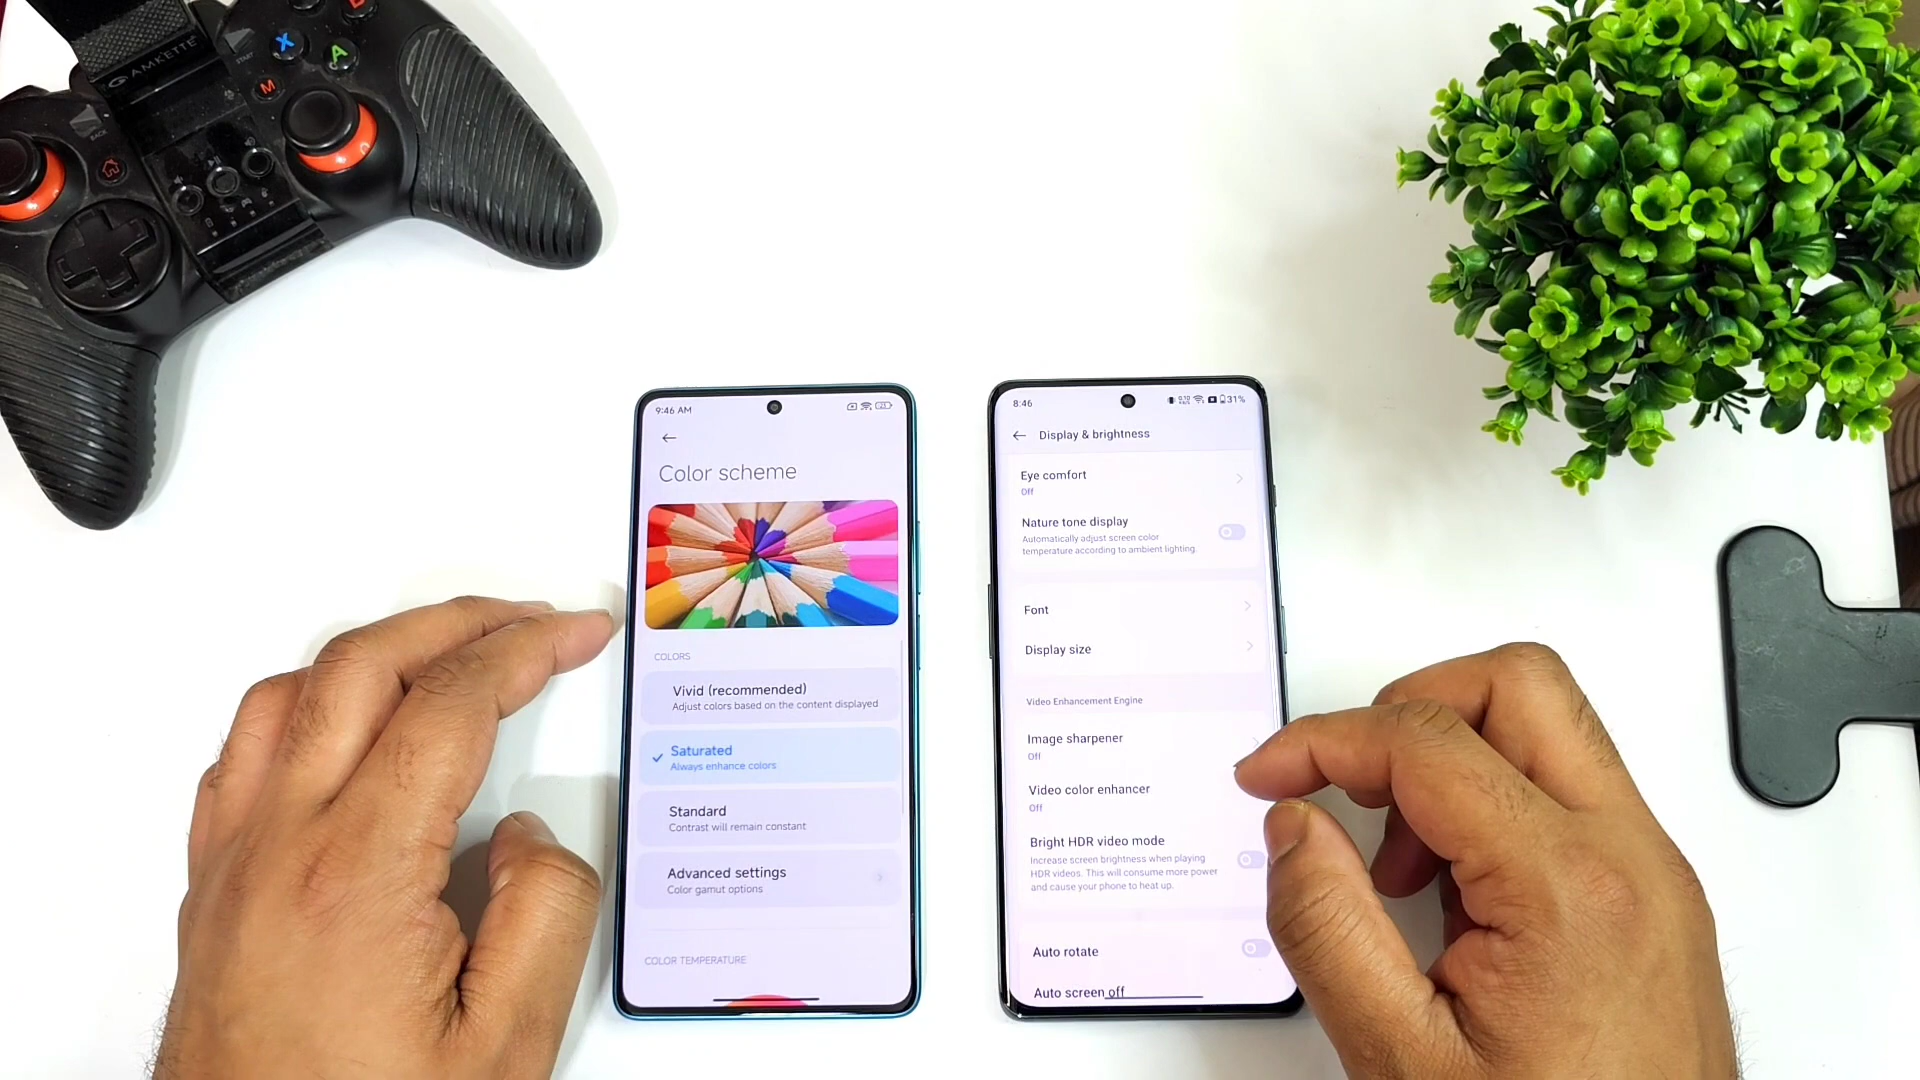 AMKETTE
START
BACK
X
A
M
9:46 AM
Color scheme
COLORS
Vivid (recommended)
Adjust colors based on the content displayed
Saturated
Always enhance colors
Standard
Contrast will remain constant
Advanced settings
Color gamut options
COLOR TEMPERATURE
8:46
31%
Display & brightness
Eye comfort
Off
Nature tone display
Automatically adjust screen color
temperature according to ambient lighting.
Font
Display size
Video Enhancement Engine
Image sharpener
Off
Video color enhancer
Off
Bright HDR video mode
Increase screen brightness when playing
HDR videos. This will consume more power
and cause your phone to heat up.
Auto rotate
Auto screen off